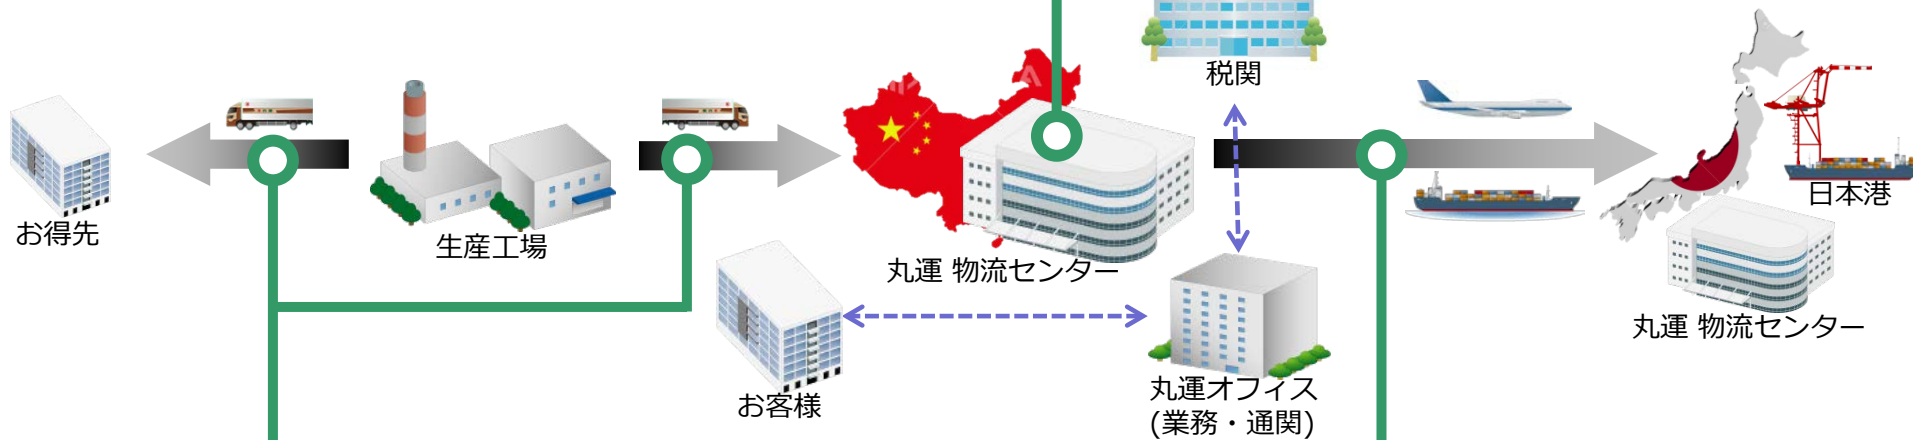 税関
日本港
お得先
生産工場
丸運 物流センター
丸運 物流センター
お客様
丸運オフィス
(業務・通関)